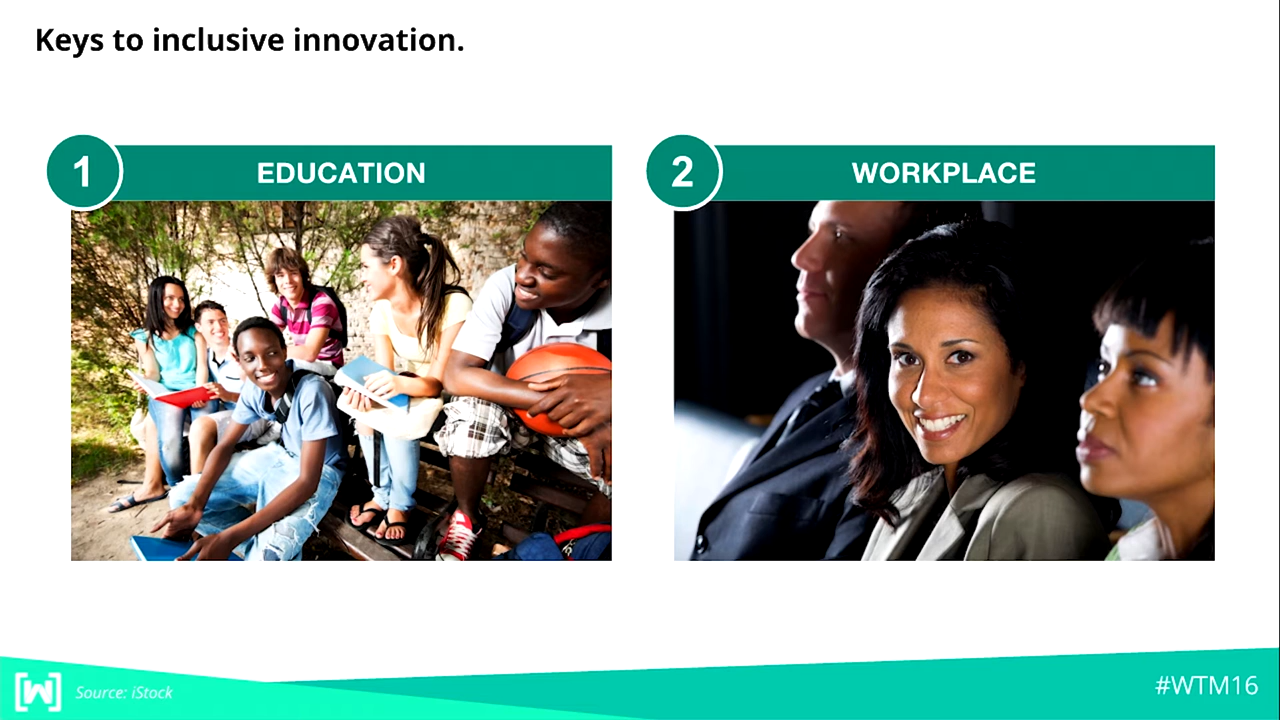 Keys to inclusive innovation.
1 EDUCATION
2 WORKPLACE
[W] Source: iStock
#WTM16